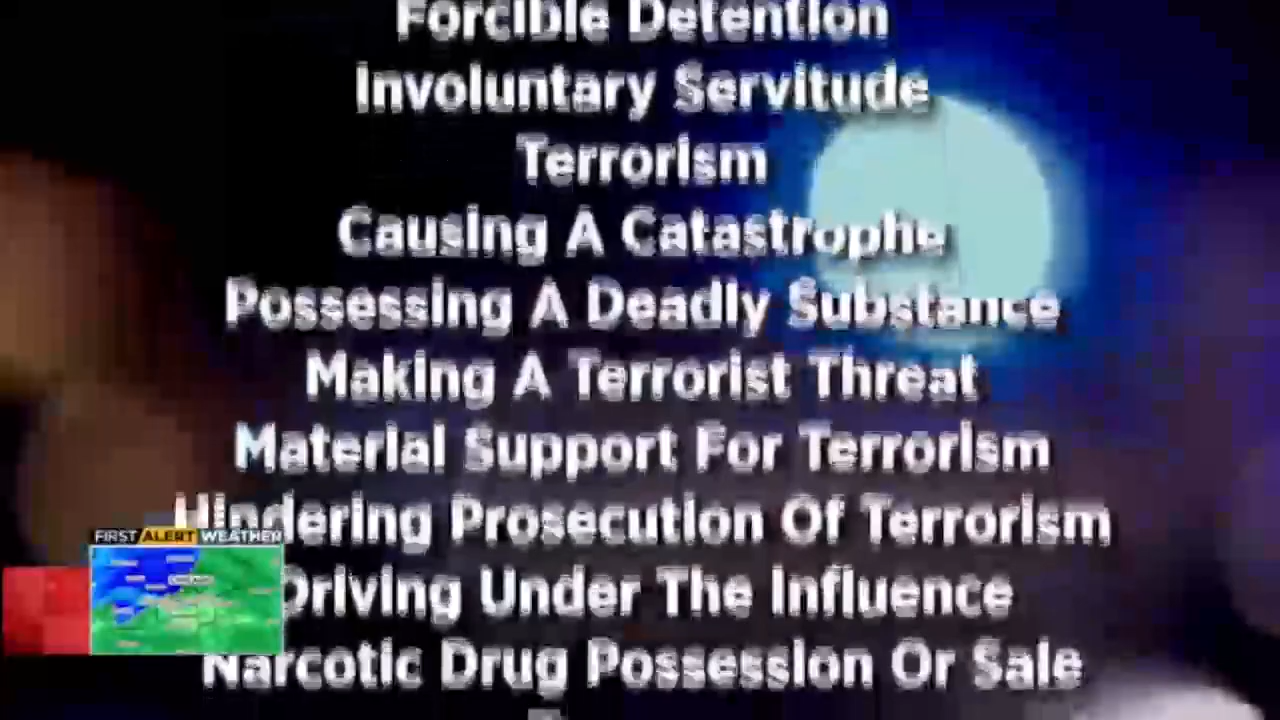 Forcible Detention
Involuntary Servitude
Terrorism
Causing A Catastrophe
Possessing A Deadly Substance
Making A Terrorist Threat
Material Support For Terrorism
Hindering Prosecution Of Terrorism
FIRST ALERT WEATHER
Driving Under The Influence
Narcotic Drug Possession Or Sale